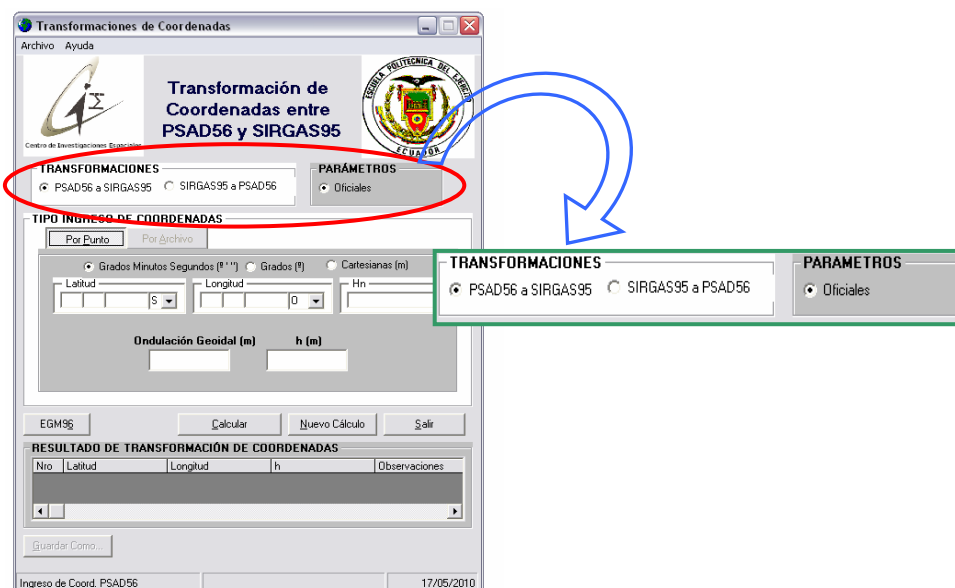 Transformaciones de Coordenadas
Archivo Ayuda
Centro de Investigaciones Espaciales
Transformación de
Coordenadas entre
PSAD56 y SIRGAS95
ESCUELA POLITECNICA DEL EJERCITO
ECUADOR
TRANSFORMACIONES
PSAD56 a SIRGAS95 SIRGAS95 a PSAD56
PARÁMETROS
Oficiales
TIPO INGRESO DE COORDENADAS
Por Punto Por Archivo
Grados Minutos Segundos (º ' '') Grados (º) Cartesianas (m)
Latitud Longitud Hn
S O
Ondulación Geoidal (m) h (m)
EGM96 Calcular Nuevo Cálculo Salir
RESULTADO DE TRANSFORMACIÓN DE COORDENADAS
Nro Latitud Longitud h Observaciones
Guardar Como...
Ingreso de Coord. PSAD56 17/05/2010
TRANSFORMACIONES
PSAD56 a SIRGAS95 SIRGAS95 a PSAD56
PARAMETROS
Oficiales